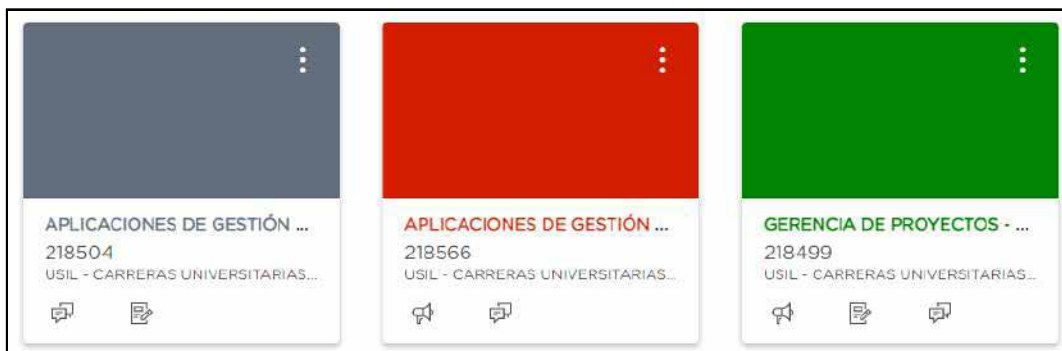 APLICACIONES DE GESTIÓN ...
218504
USIL - CARRERAS UNIVERSITARIAS...
APLICACIONES DE GESTIÓN ...
218566
USIL - CARRERAS UNIVERSITARIAS...
GERENCIA DE PROYECTOS - ...
218499
USIL - CARRERAS UNIVERSITARIAS...